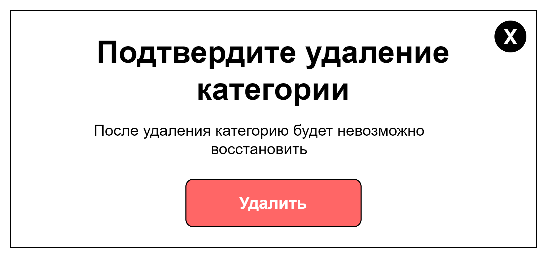 X
Подтвердите удаление
категории
После удаления категорию будет невозможно
восстановить
Удалить